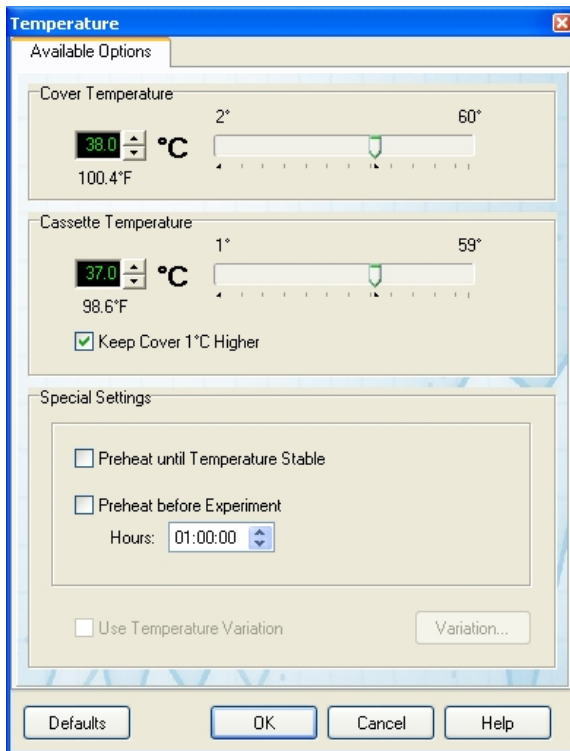 Temperature
Available Options
Cover Temperature
2° 60°
38.0 °C
100.4°F
Cassette Temperature
1° 59°
37.0 °C
98.6°F
Keep Cover 1°C Higher
Special Settings
Preheat until Temperature Stable
Preheat before Experiment
Hours: 01:00:00
Use Temperature Variation Variation...
Defaults OK Cancel Help